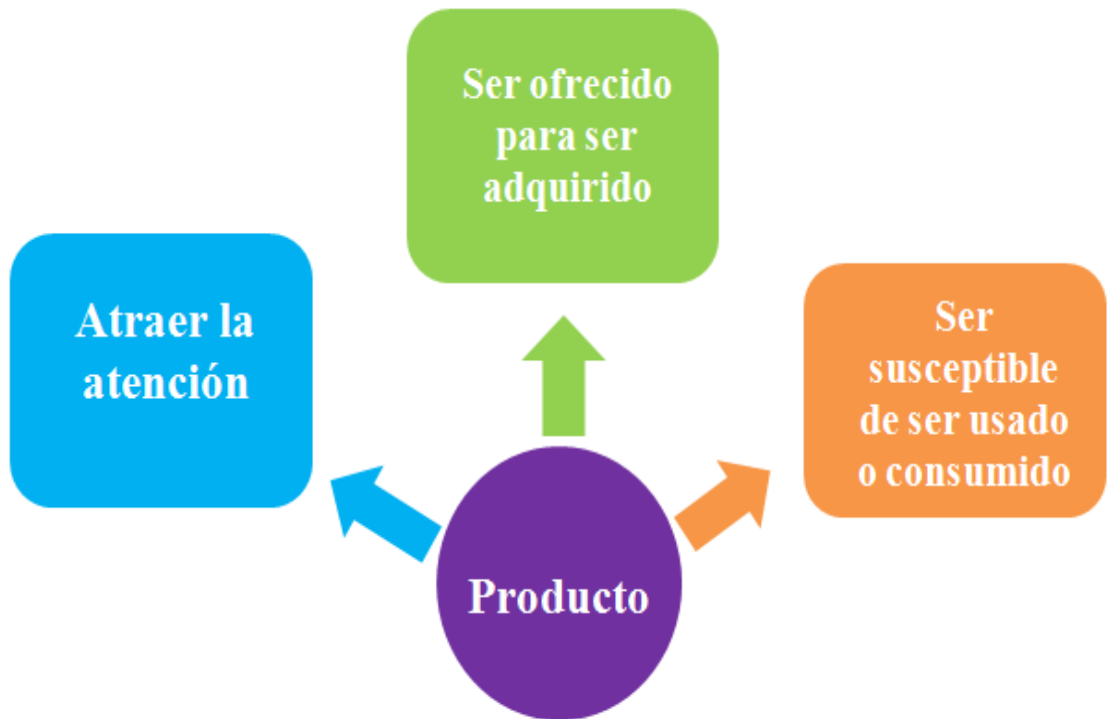 Ser ofrecido
para ser
adquirido
Atraer la
atención
Ser
susceptible
de ser usado
o consumido
Producto